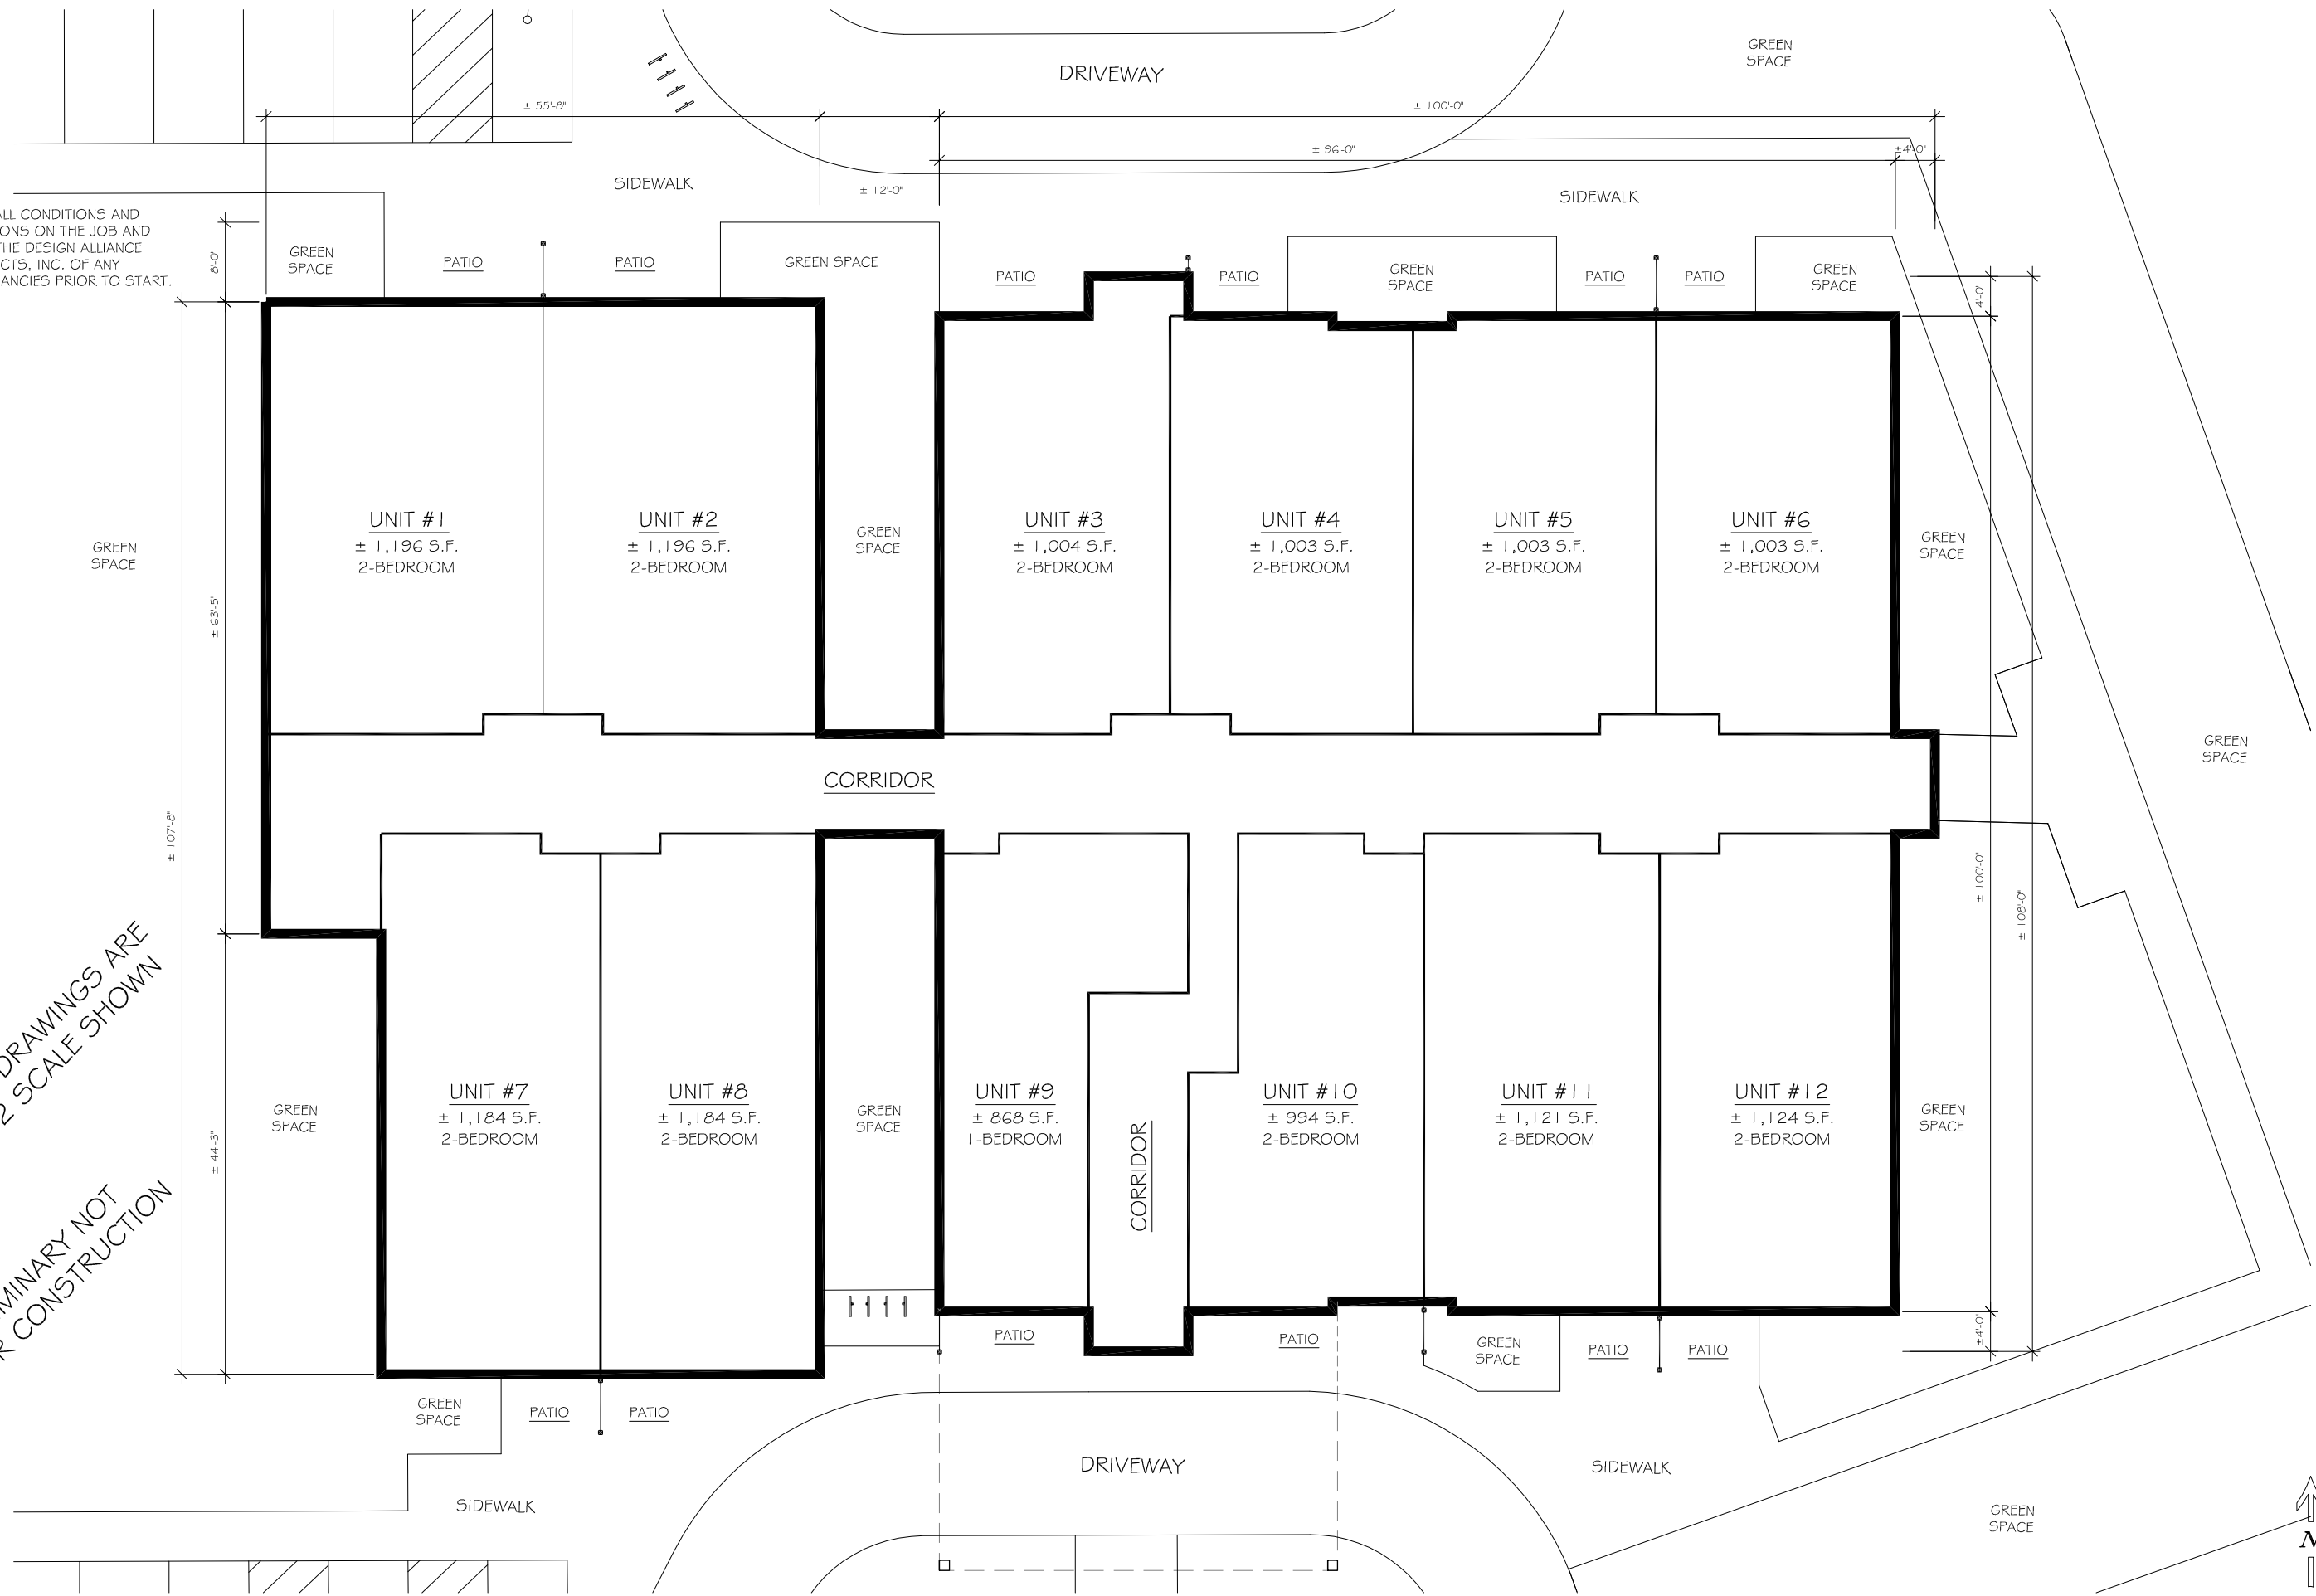 DRIVEWAY
GREEN
SPACE
± 55'-8"
± 100'-0"
± 96'-0"
±4'-0"
SIDEWALK
± 12'-0"
SIDEWALK
ALL CONDITIONS AND
ONS ON THE JOB AND
THE DESIGN ALLIANCE
CTS, INC. OF ANY
ANCIES PRIOR TO START.
8'-0"
GREEN
SPACE
PATIO
PATIO
GREEN SPACE
PATIO
PATIO
GREEN
SPACE
PATIO
PATIO
GREEN
SPACE
4'-0"
UNIT #1
± 1,196 S.F.
2-BEDROOM
UNIT #2
± 1,196 S.F.
2-BEDROOM
GREEN
SPACE
UNIT #3
± 1,004 S.F.
2-BEDROOM
UNIT #4
± 1,003 S.F.
2-BEDROOM
UNIT #5
± 1,003 S.F.
2-BEDROOM
UNIT #6
± 1,003 S.F.
2-BEDROOM
GREEN
SPACE
GREEN
SPACE
± 63'-5"
GREEN
SPACE
CORRIDOR
± 107'-8"
± 100'-0"
± 108'-0"
DRAWINGS ARE
2 SCALE SHOWN
UNIT #7
± 1,184 S.F.
2-BEDROOM
UNIT #8
± 1,184 S.F.
2-BEDROOM
GREEN
SPACE
UNIT #9
± 868 S.F.
1-BEDROOM
CORRIDOR
UNIT #10
± 994 S.F.
2-BEDROOM
UNIT #11
± 1,121 S.F.
2-BEDROOM
UNIT #12
± 1,124 S.F.
2-BEDROOM
GREEN
SPACE
GREEN
SPACE
± 44'-3"
MINARY NOT
R CONSTRUCTION
PATIO
PATIO
GREEN
SPACE
PATIO
PATIO
±4'-0"
GREEN
SPACE
PATIO
PATIO
DRIVEWAY
SIDEWALK
SIDEWALK
GREEN
SPACE
N